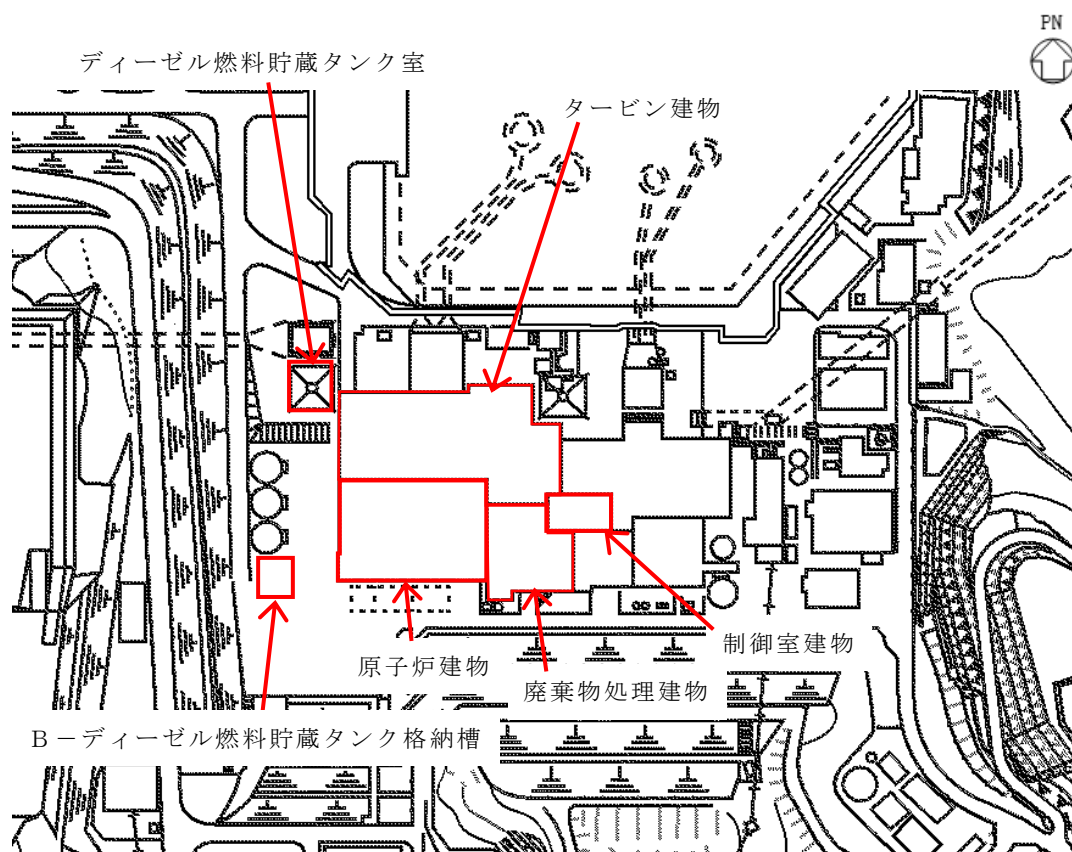 PN
ディーゼル燃料貯蔵タンク室
タービン建物
制御室建物
原子炉建物
廃棄物処理建物
B-ディーゼル燃料貯蔵タンク格納槽